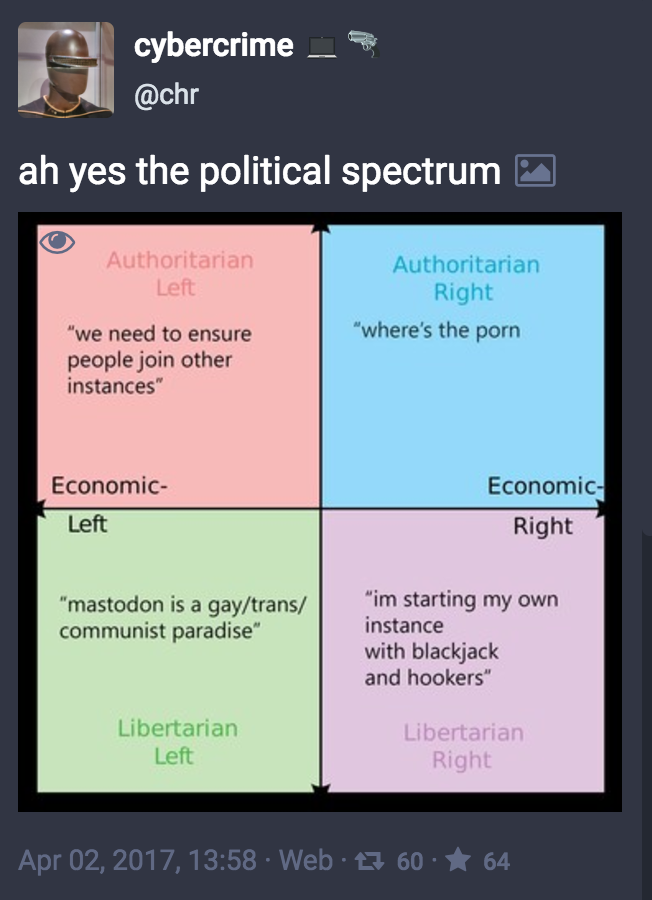 cybercrime 💻 🔫
@chr
ah yes the political spectrum
Authoritarian
Left
"we need to ensure
people join other
instances"
Authoritarian
Right
"where's the porn
Economic-
Left
Economic-
Right
"mastodon is a gay/trans/
communist paradise"
Libertarian
Left
"im starting my own
instance
with blackjack
and hookers"
Libertarian
Right
Apr 02, 2017, 13:58 · Web · 60 · 64